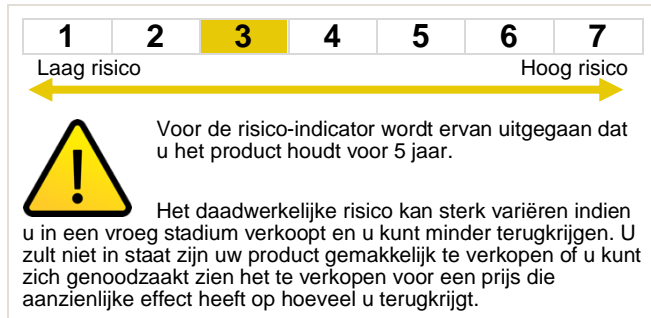 1 2 3 4 5 6 7
Laag risico Hoog risico
Voor de risico-indicator wordt ervan uitgegaan dat
u het product houdt voor 5 jaar.
Het daadwerkelijke risico kan sterk variëren indien
u in een vroeg stadium verkoopt en u kunt minder terugkrijgen. U
zult niet in staat zijn uw product gemakkelijk te verkopen of u kunt
zich genoodzaakt zien het te verkopen voor een prijs die
aanzienlijke effect heeft op hoeveel u terugkrijgt.